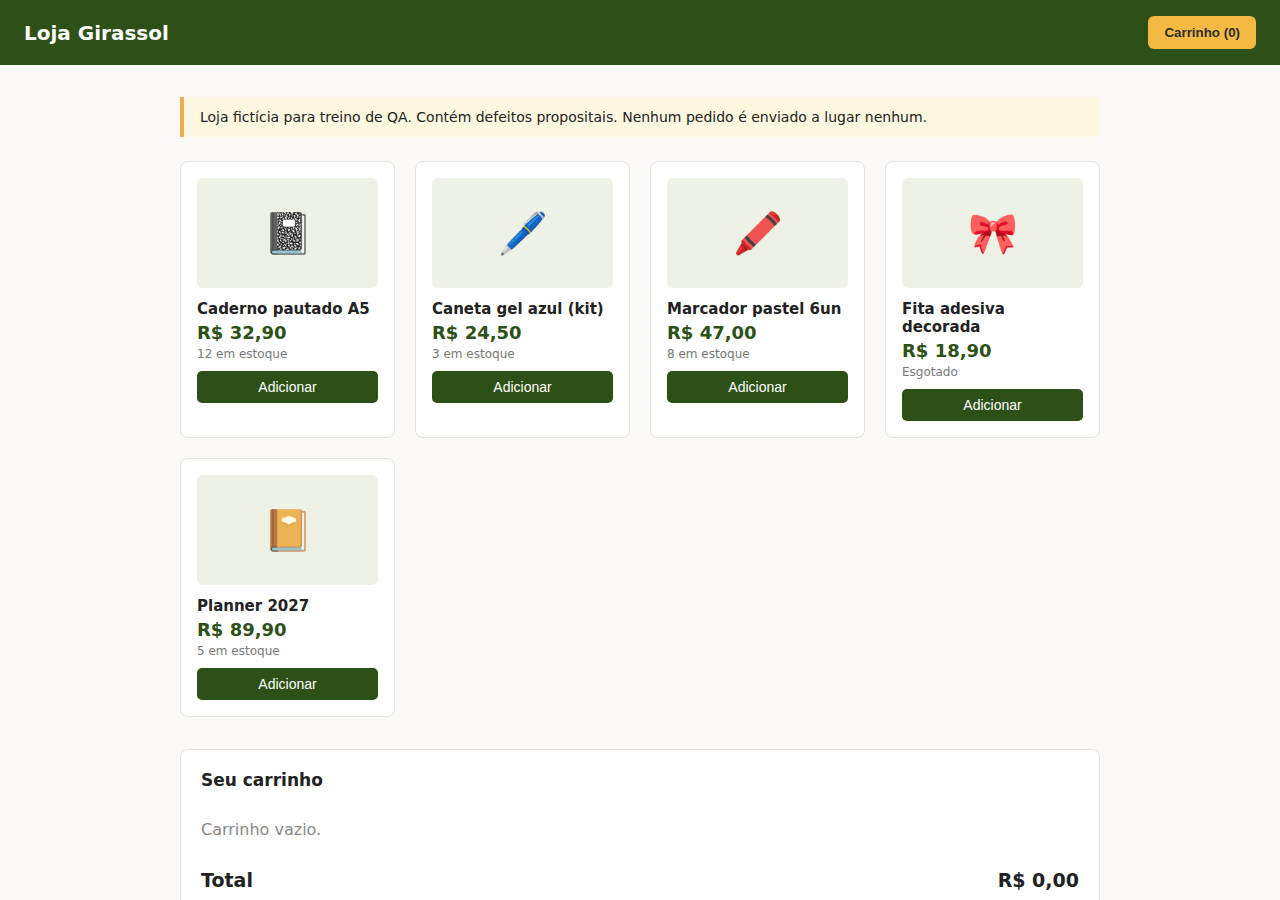 Loja Girassol
Carrinho (0)
Loja fictícia para treino de QA. Contém defeitos propositais. Nenhum pedido é enviado a lugar nenhum.
Caderno pautado A5
R$ 32,90
12 em estoque
Adicionar
Caneta gel azul (kit)
R$ 24,50
3 em estoque
Adicionar
Marcador pastel 6un
R$ 47,00
8 em estoque
Adicionar
Fita adesiva
decorada
R$ 18,90
Esgotado
Adicionar
Planner 2027
R$ 89,90
5 em estoque
Adicionar
Seu carrinho
Carrinho vazio.
Total R$ 0,00